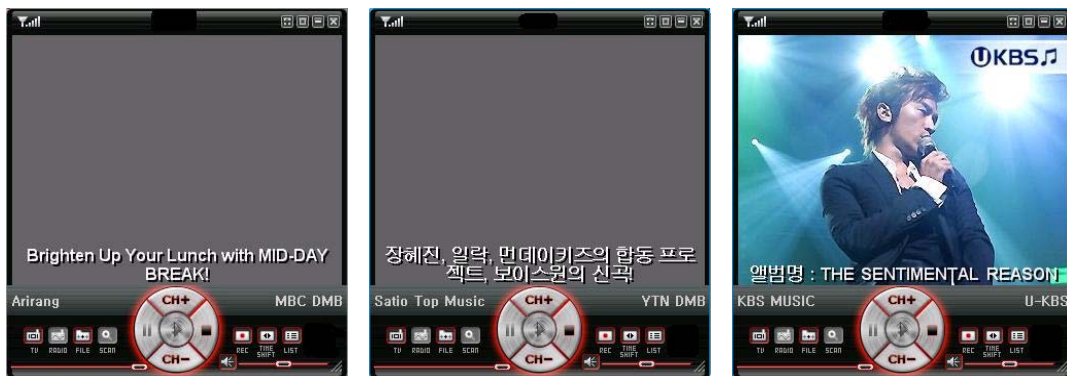 Brighten Up Your Lunch with MID-DAY
BREAK!
Arirang
MBC DMB
CH+
CH-
TV
RADIO
FILE
SCAN
REC
TIME
SHIFT
LIST
장혜진, 일락, 먼데이키즈의 합동 프로
젝트, 보이스원의 신곡!
Satio Top Music
YTN DMB
CH+
CH-
TV
RADIO
FILE
SCAN
REC
TIME
SHIFT
LIST
UKBS♫
앨범명 : THE SENTIMENTAL REASON
KBS MUSIC
U-KBS
CH+
CH-
TV
RADIO
FILE
SCAN
REC
TIME
SHIFT
LIST